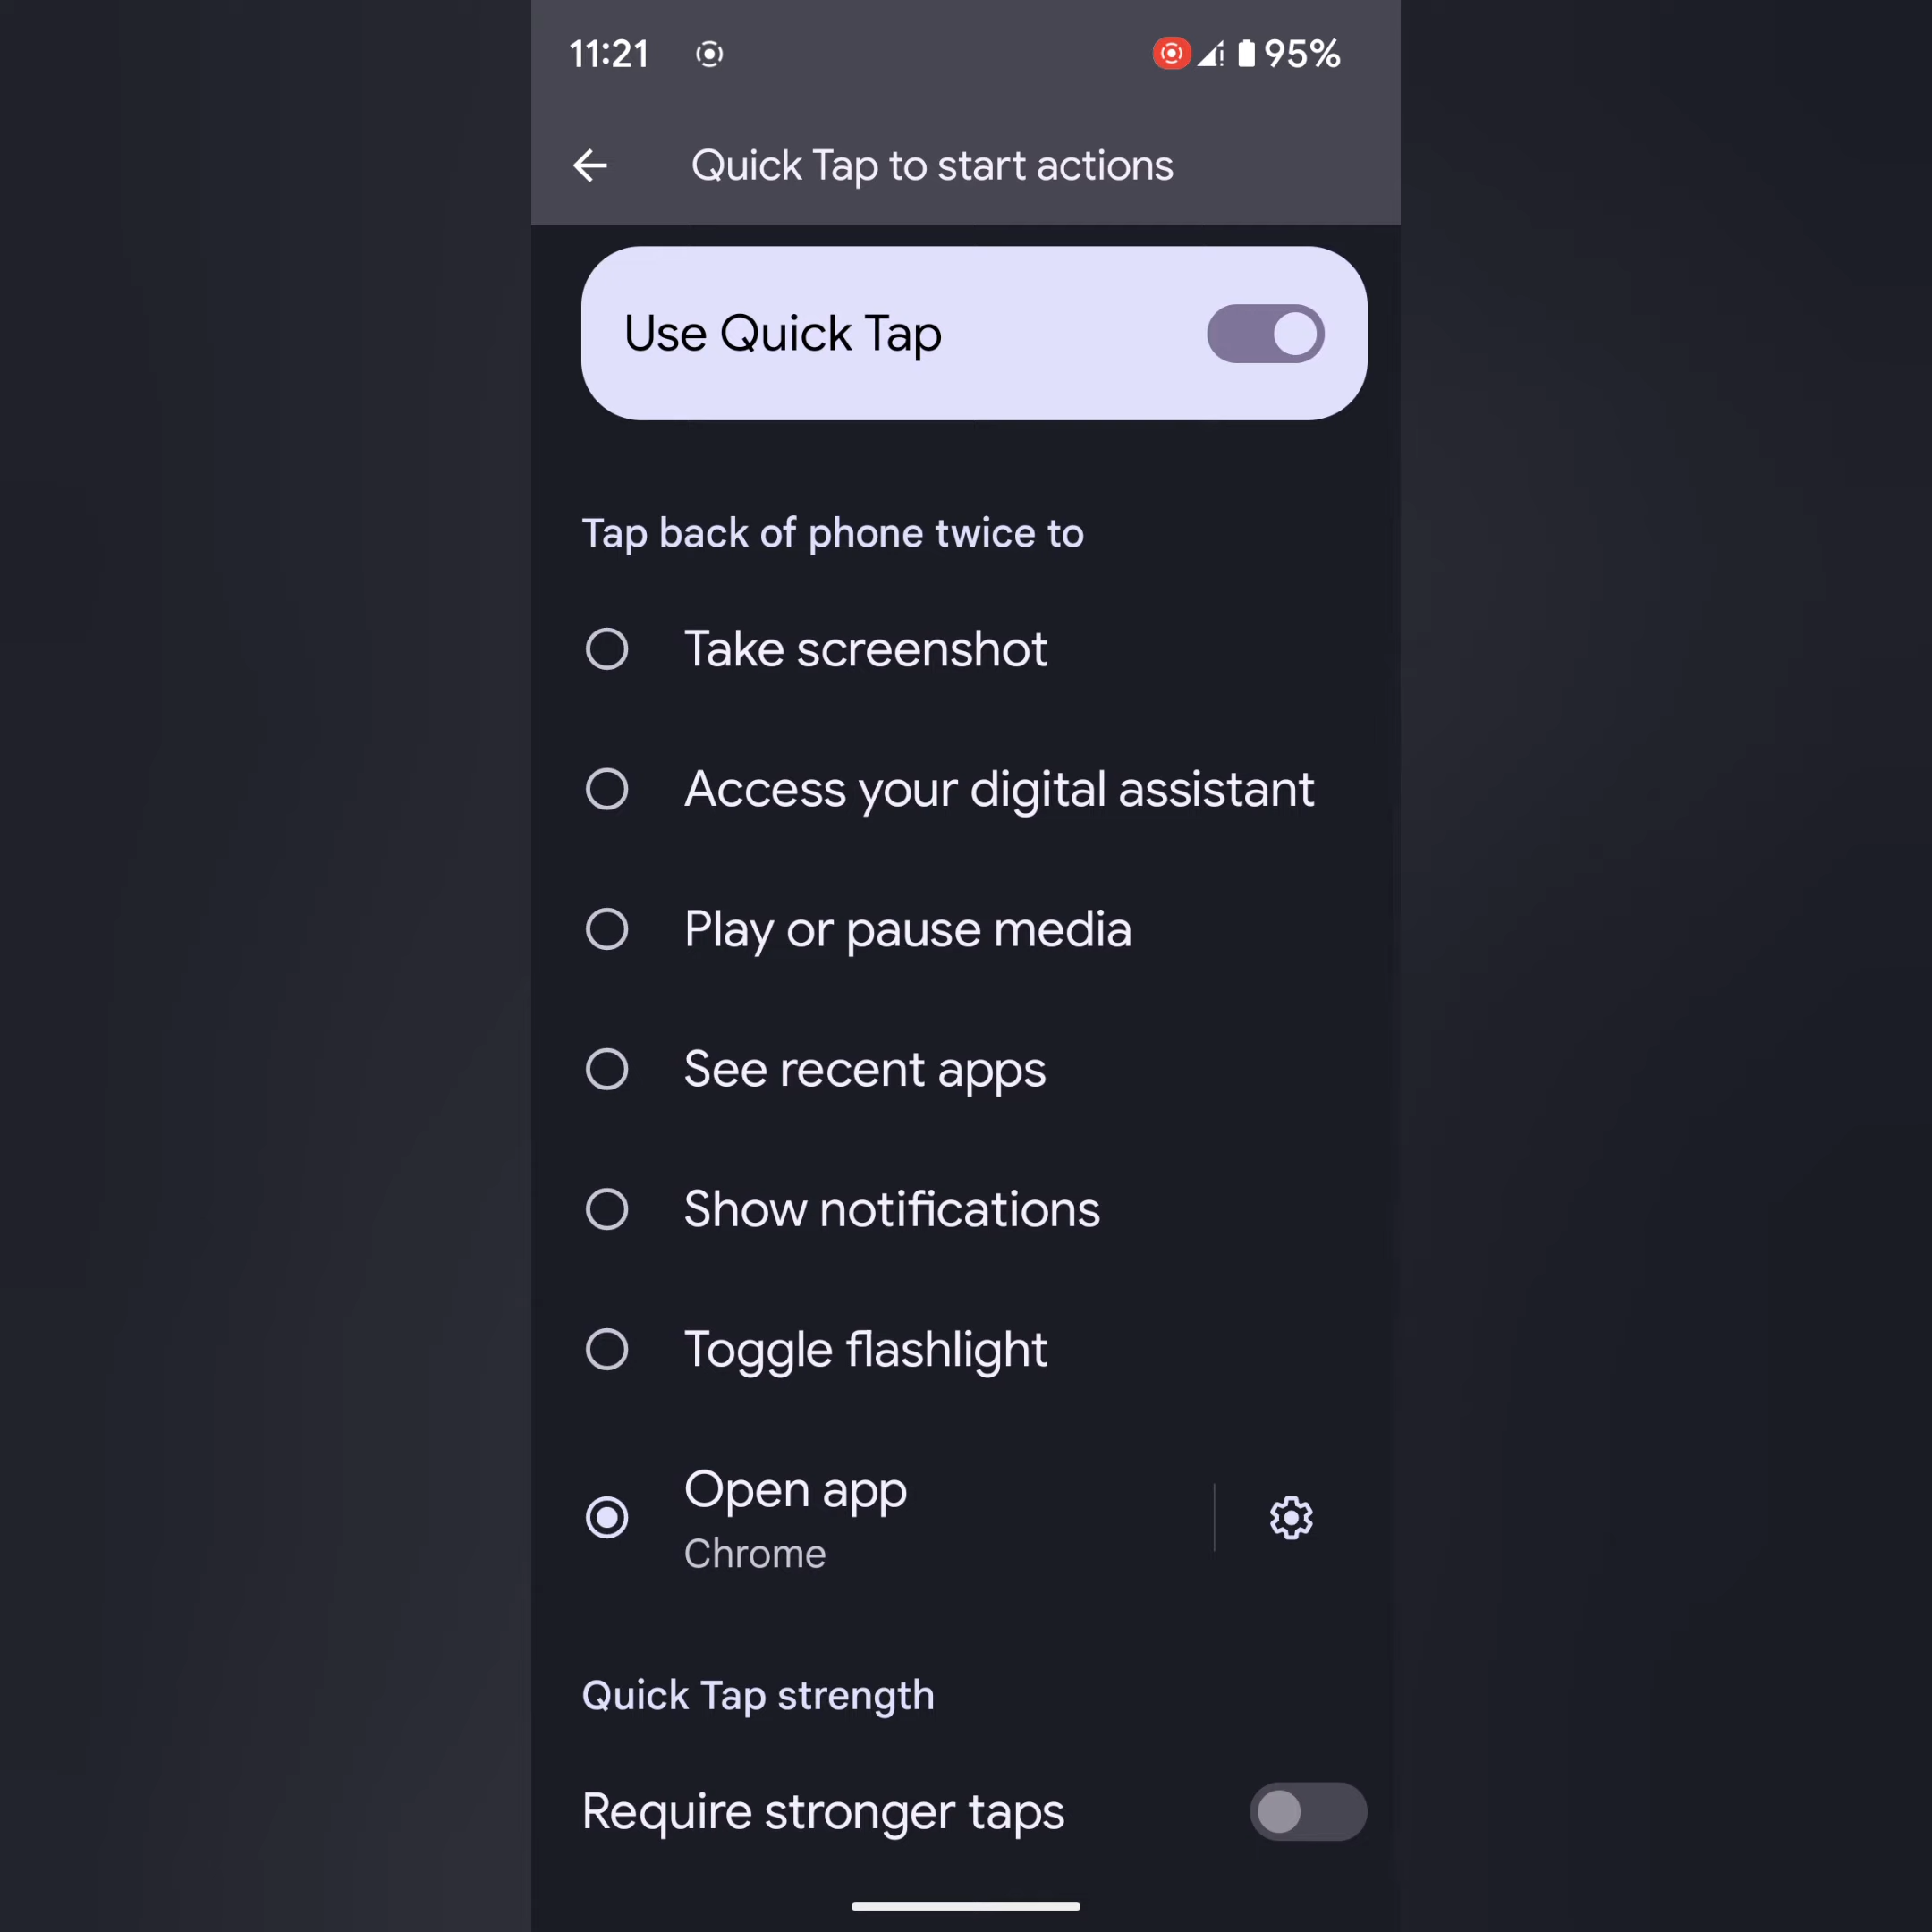 11:21 95%
Quick Tap to start actions
Use Quick Tap
Tap back of phone twice to
Take screenshot
Access your digital assistant
Play or pause media
See recent apps
Show notifications
Toggle flashlight
Open app
Chrome
Quick Tap strength
Require stronger taps